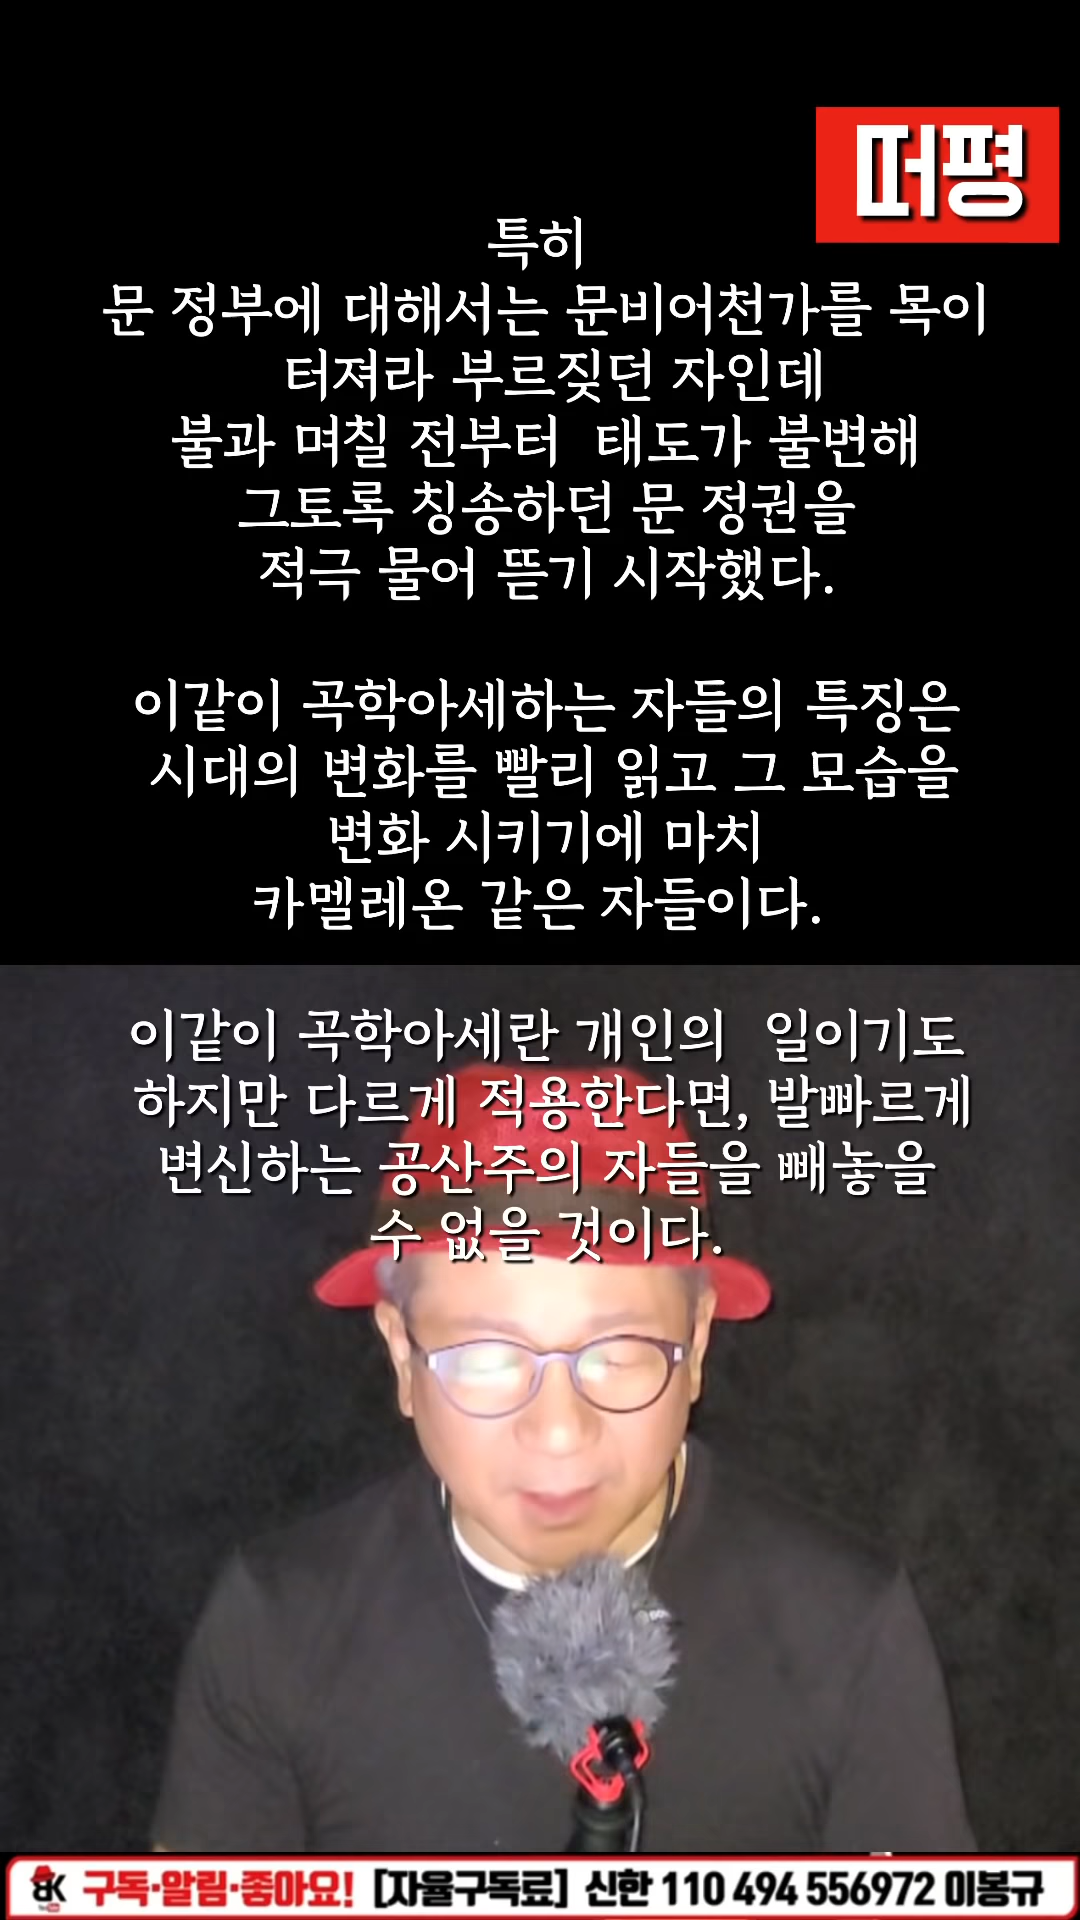 떠평
특히
문 정부에 대해서는 문비어천가를 목이
터져라 부르짖던 자인데
불과 며칠 전부터 태도가 불변해
그토록 칭송하던 문 정권을
적극 물어 뜯기 시작했다.
이같이 곡학아세하는 자들의 특징은
시대의 변화를 빨리 읽고 그 모습을
변화 시키기에 마치
카멜레온 같은 자들이다.
이같이 곡학아세란 개인의 일이기도
하지만 다르게 적용한다면, 발빠르게
변신하는 공산주의 자들을 빼놓을
수 없을 것이다.
BK 구독·알림·좋아요! [자율구독료] 신한 110 494 556972 이봉규